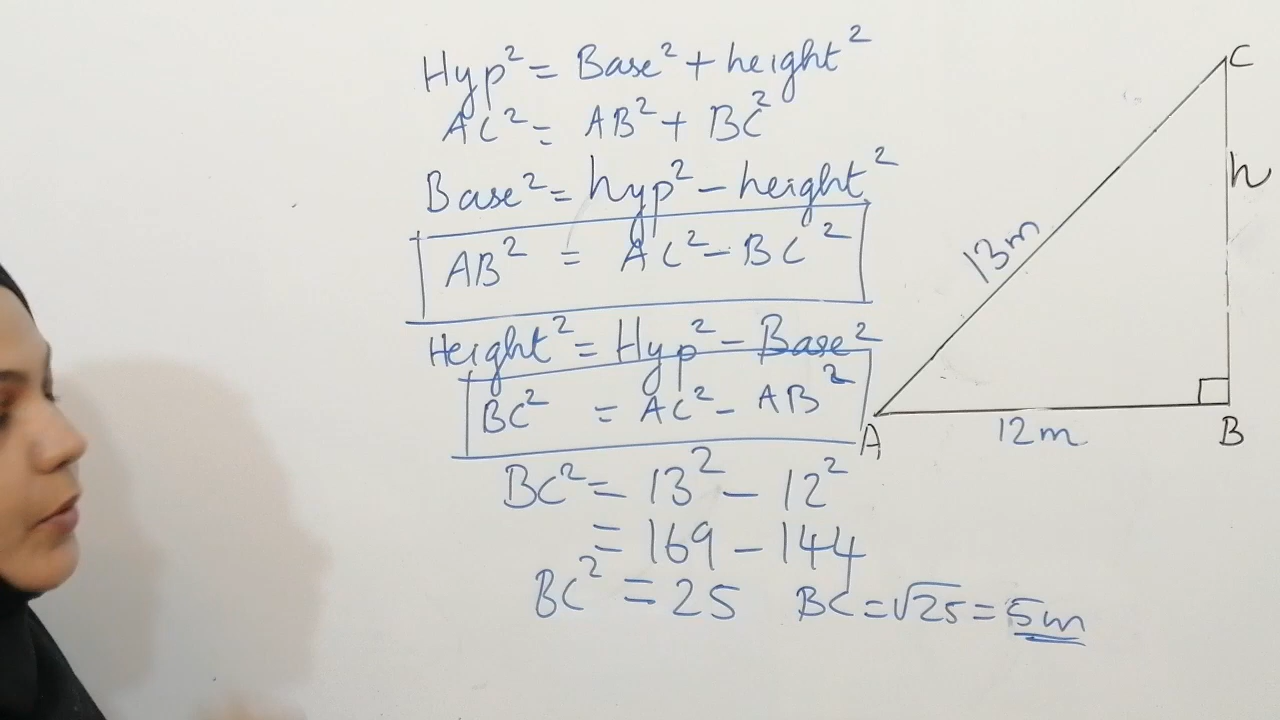 Hyp² = Base² + height²
AC² = AB² + BC²
Base² = hyp² - height²
AB² = AC² - BC²
Height² = Hyp² - Base²
BC² = AC² - AB²
BC² = 13² - 12²
= 169 - 144
BC² = 25 BC = √25 = 5m
C
h
13m
A
12m
B